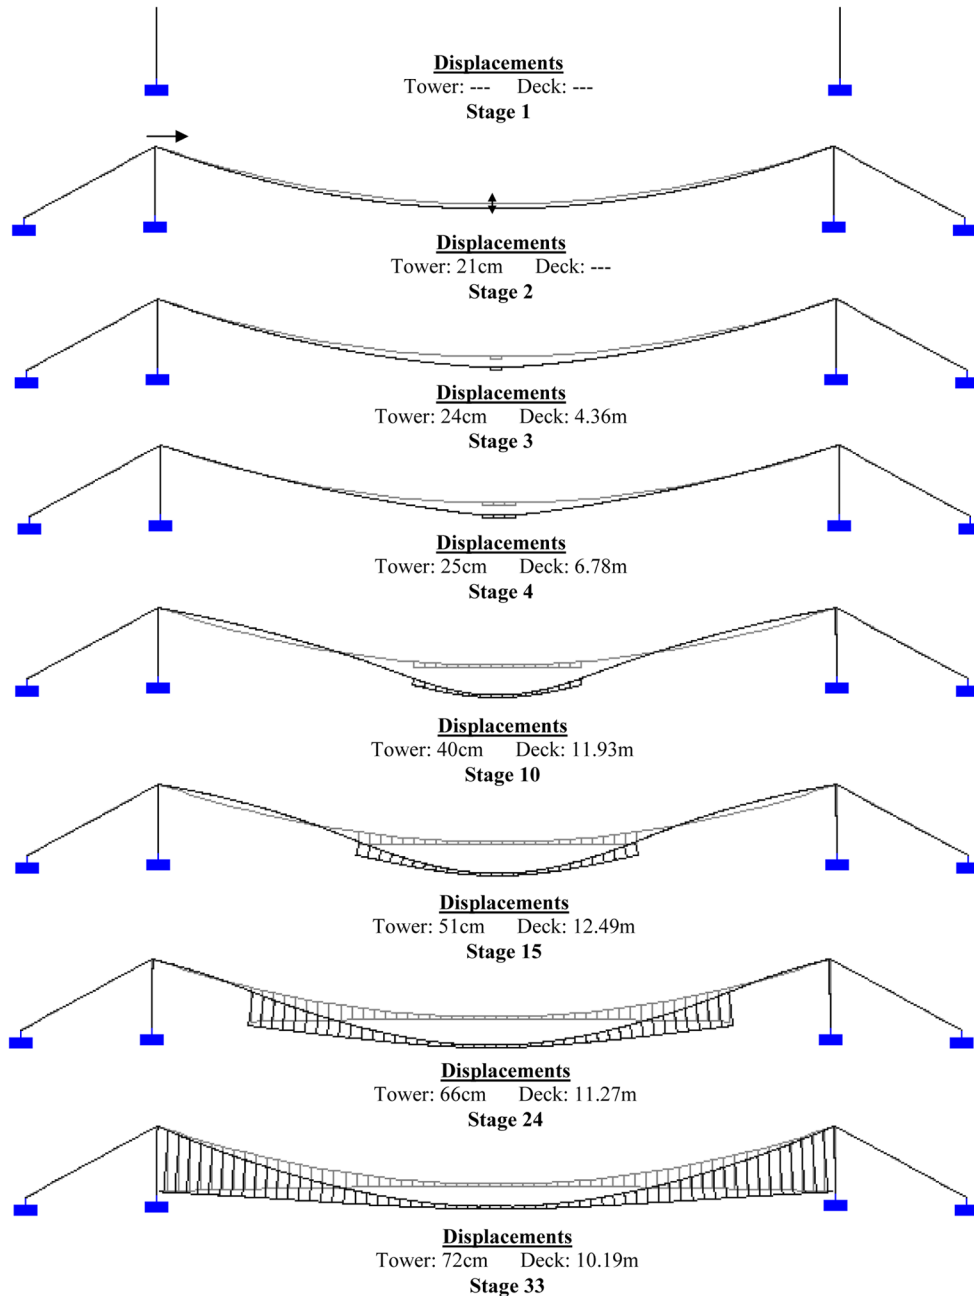 Displacements
Tower: --- Deck: ---
Stage 1
Displacements
Tower: 21cm Deck: ---
Stage 2
Displacements
Tower: 24cm Deck: 4.36m
Stage 3
Displacements
Tower: 25cm Deck: 6.78m
Stage 4
Displacements
Tower: 40cm Deck: 11.93m
Stage 10
Displacements
Tower: 51cm Deck: 12.49m
Stage 15
Displacements
Tower: 66cm Deck: 11.27m
Stage 24
Displacements
Tower: 72cm Deck: 10.19m
Stage 33